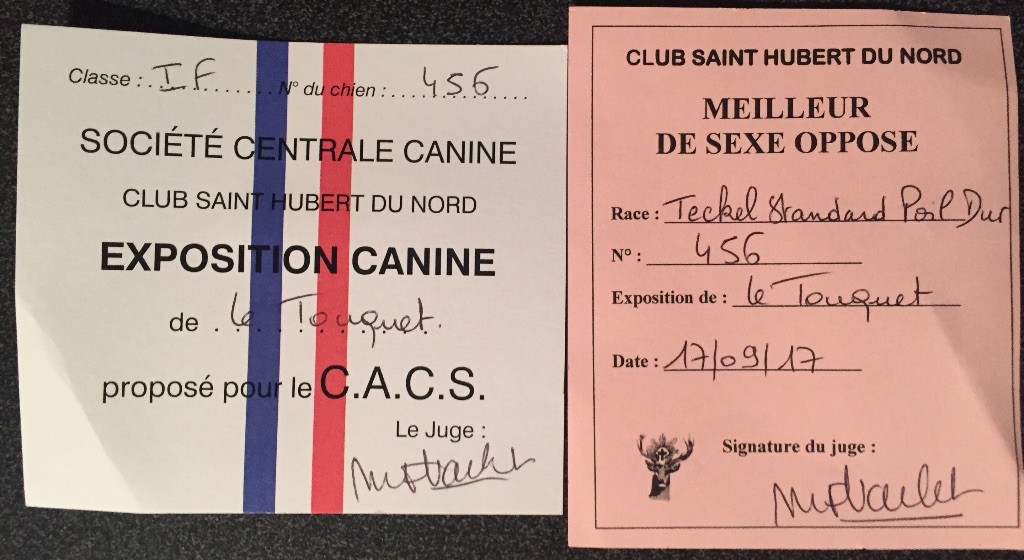 Classe : I F N° du chien : 456
SOCIÉTÉ CENTRALE CANINE
CLUB SAINT HUBERT DU NORD
EXPOSITION CANINE
de Le Touquet
proposé pour le C.A.C.S.
Le Juge :
CLUB SAINT HUBERT DU NORD
MEILLEUR
DE SEXE OPPOSE
Race : Teckel Standard Poil Dur
N° : 456
Exposition de : Le Touquet
Date : 17/09/17
Signature du juge :